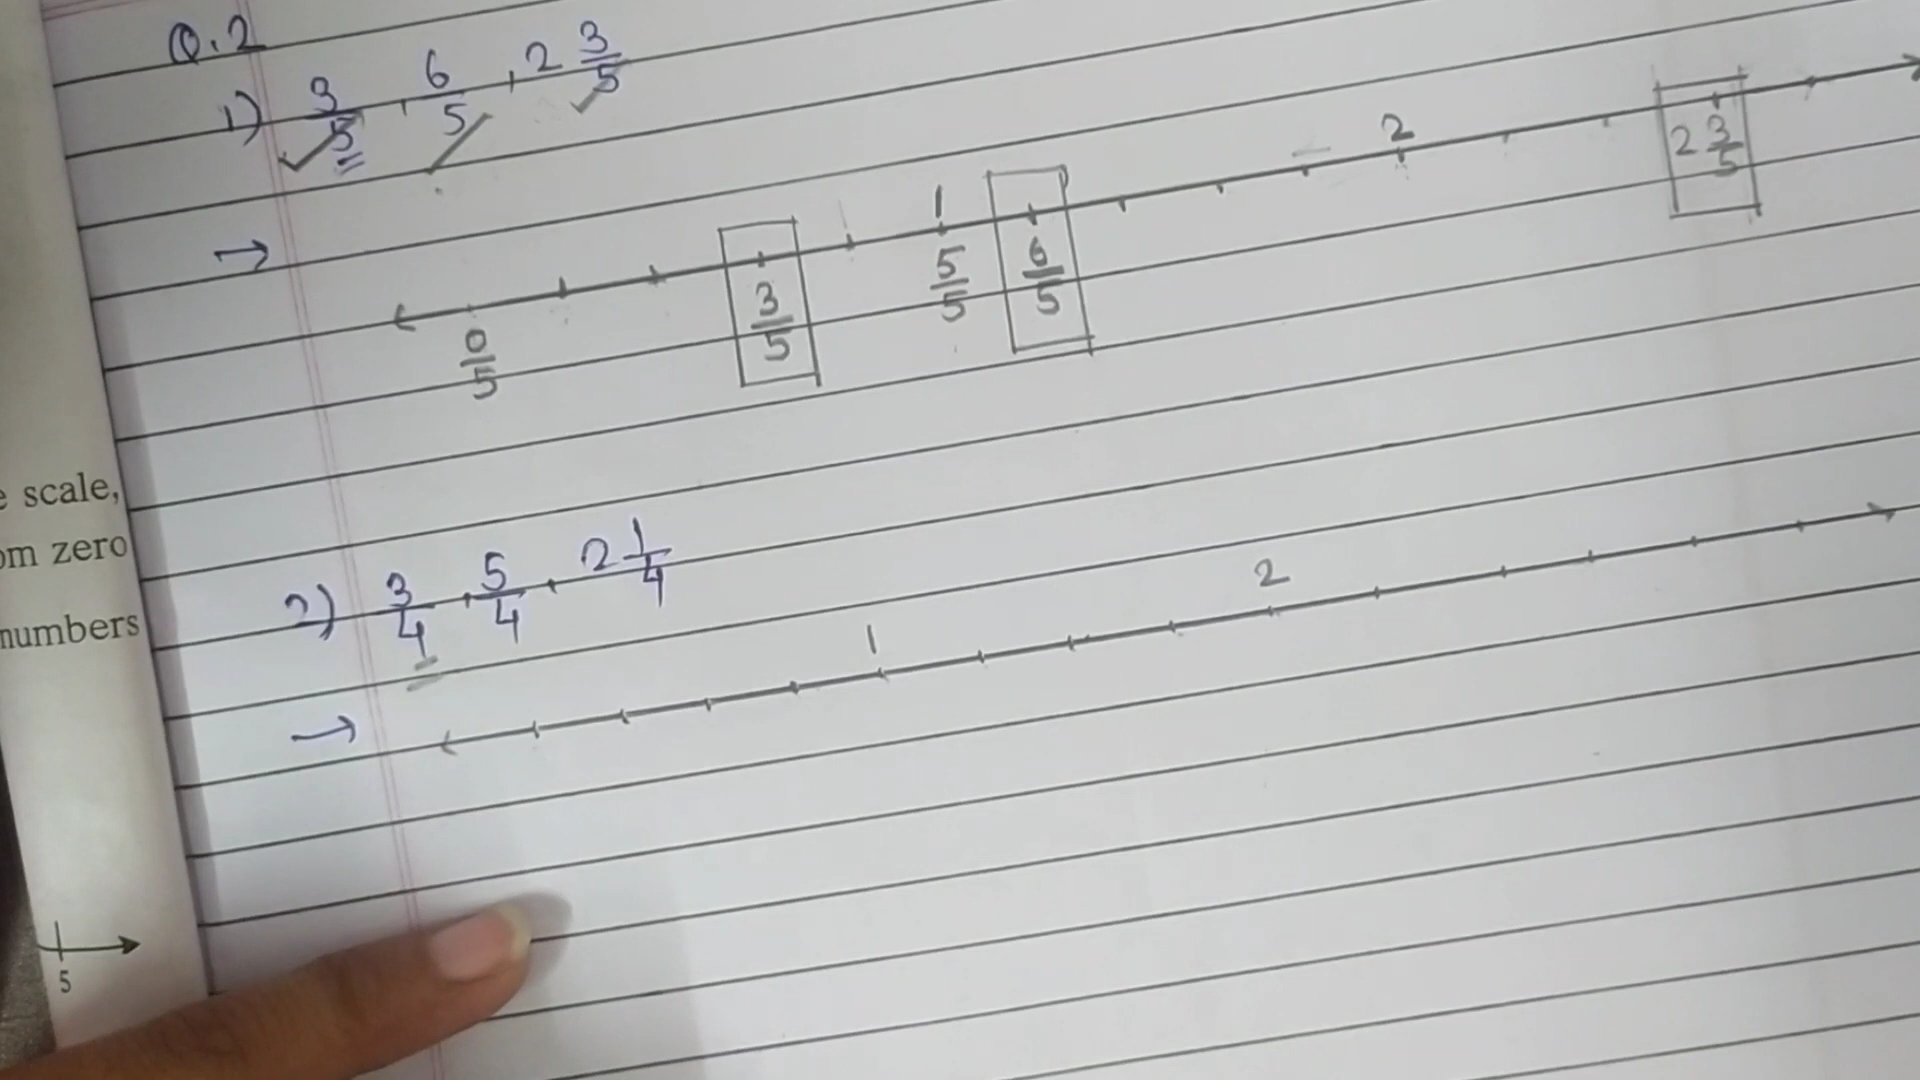 Q.2
1) 3/5, 6/5, 2 3/5
→
1 2
0/5 3/5 5/5 6/5 2 3/5
scale,
om zero
numbers
2) 3/4, 5/4, 2 1/4
→
1 2
5